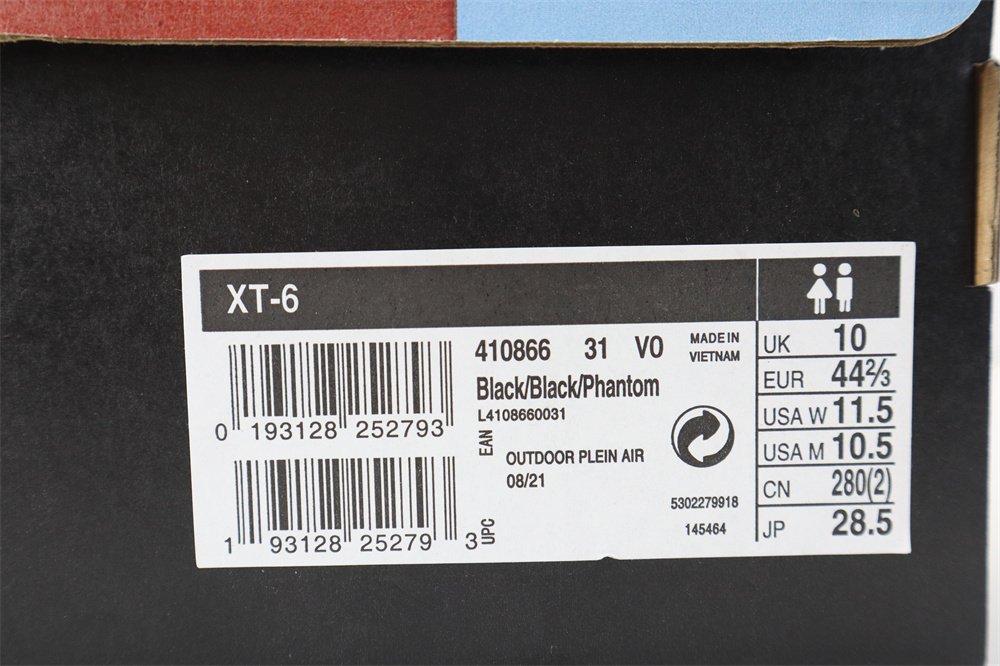 XT-6
410866 31 V0
MADE IN
VIETNAM
Black/Black/Phantom
L4108660031
0 193128 252793
EAN
OUTDOOR PLEIN AIR
08/21
1 93128 25279 3
UPC
5302279918
145464
UK 10
EUR 44⅔
USA W 11.5
USA M 10.5
CN 280(2)
JP 28.5